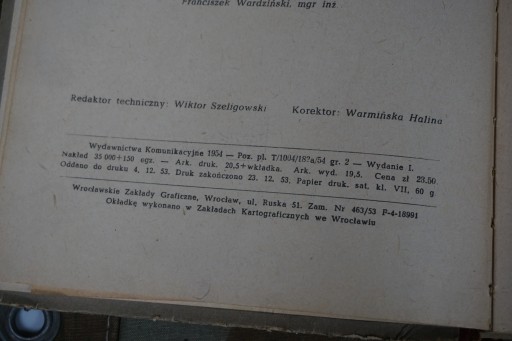 Franciszek Wardziński, mgr inż
Redaktor techniczny: Wiktor Szeligowski Korektor: Warmińska Halina
Wydawnictwa Komunikacyjne 1954 — Poz. pl. T/1004/187a/54 gr. 2 — Wydanie I.
Nakład 35 000+150 egz. — Ark. druk. 20,5+wkładka. Ark. wyd. 19,5. Cena zł 23.50
Oddano do druku 4. 12. 53. Druk zakończono 23. 12. 53. Papier druk. sat. kl. VII, 60 g
Wrocławskie Zakłady Graficzne, Wrocław, ul. Ruska 51. Zam. Nr 463/53 F-4-18991
Okładkę wykonano w Zakładach Kartograficznych we Wrocławiu